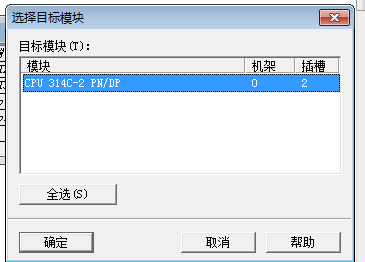 选择目标模块
目标模块(T):
模块 机架 插槽
CPU 314C-2 PN/DP 0 2
全选(S)
确定 取消 帮助